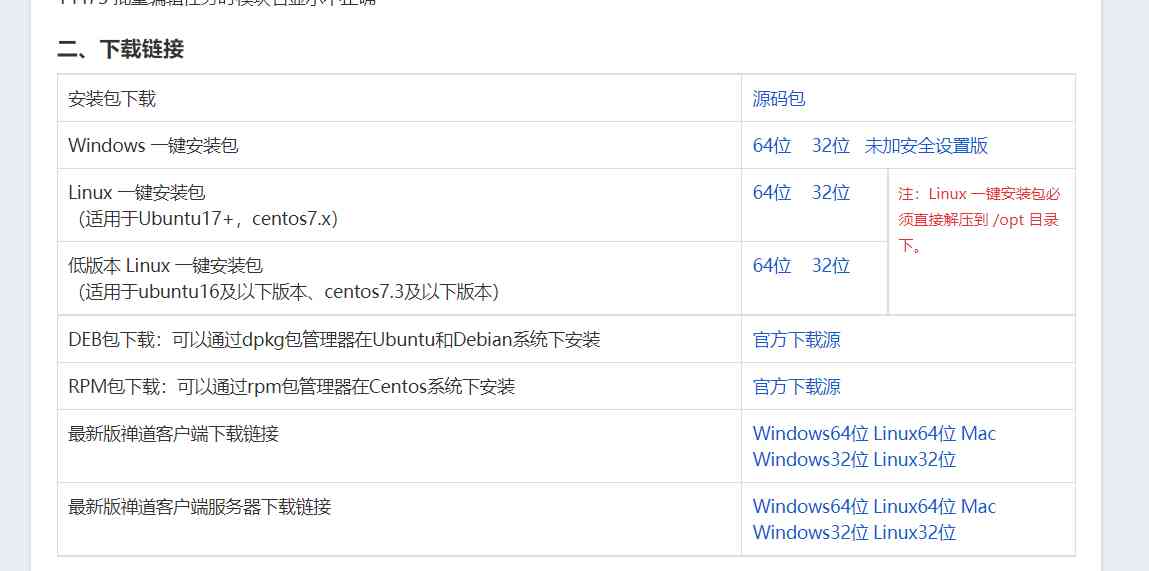 二、下载链接
安装包下载
源码包
Windows 一键安装包
64位 32位 未加安全设置版
Linux 一键安装包
（适用于Ubuntu17+，centos7.x）
64位 32位
注：Linux 一键安装包必
须直接解压到 /opt 目录
下。
低版本 Linux 一键安装包
（适用于ubuntu16及以下版本、centos7.3及以下版本）
64位 32位
DEB包下载：可以通过dpkg包管理器在Ubuntu和Debian系统下安装
官方下载源
RPM包下载：可以通过rpm包管理器在Centos系统下安装
官方下载源
最新版禅道客户端下载链接
Windows64位 Linux64位 Mac
Windows32位 Linux32位
最新版禅道客户端服务器下载链接
Windows64位 Linux64位 Mac
Windows32位 Linux32位